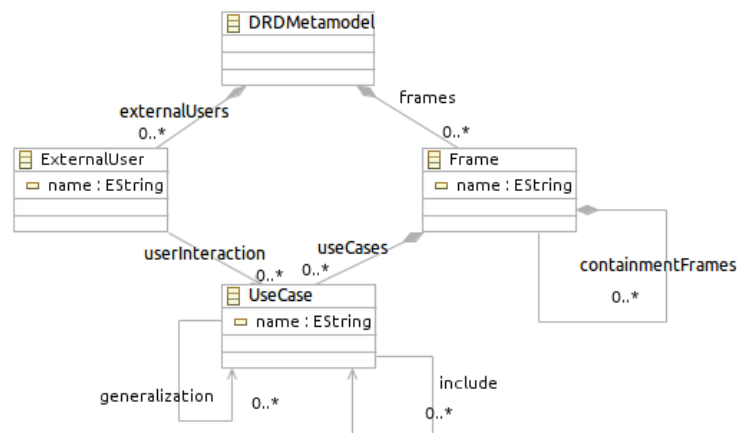 DRDMetamodel
externalUsers
frames
0..*
0..*
ExternalUser
name : EString
Frame
name : EString
userInteraction
useCases
0..*
0..*
containmentFrames
0..*
UseCase
name : EString
generalization
0..*
include
0..*